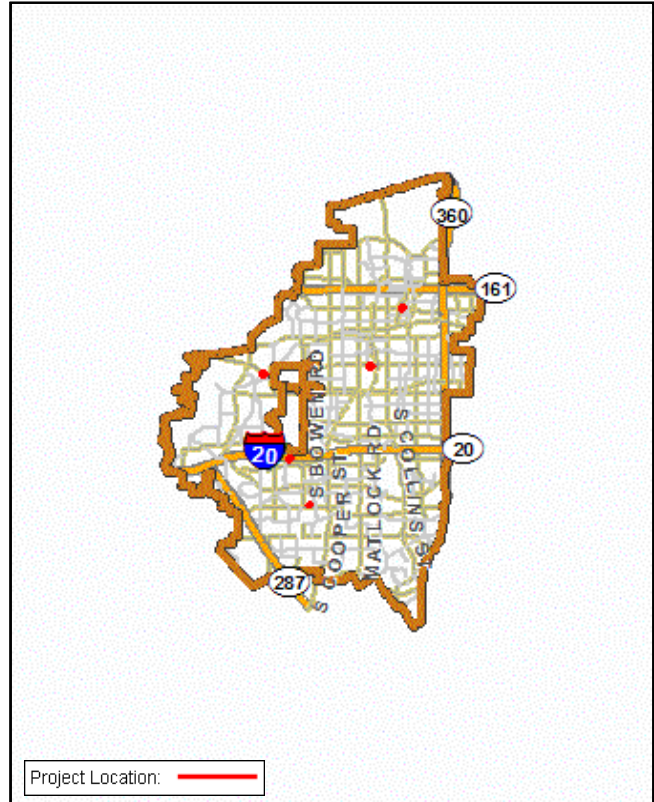 360
161
S BOWEN RD
S COOPER ST
MATLOCK RD
S COLLINS ST
20
20
287
Project Location: